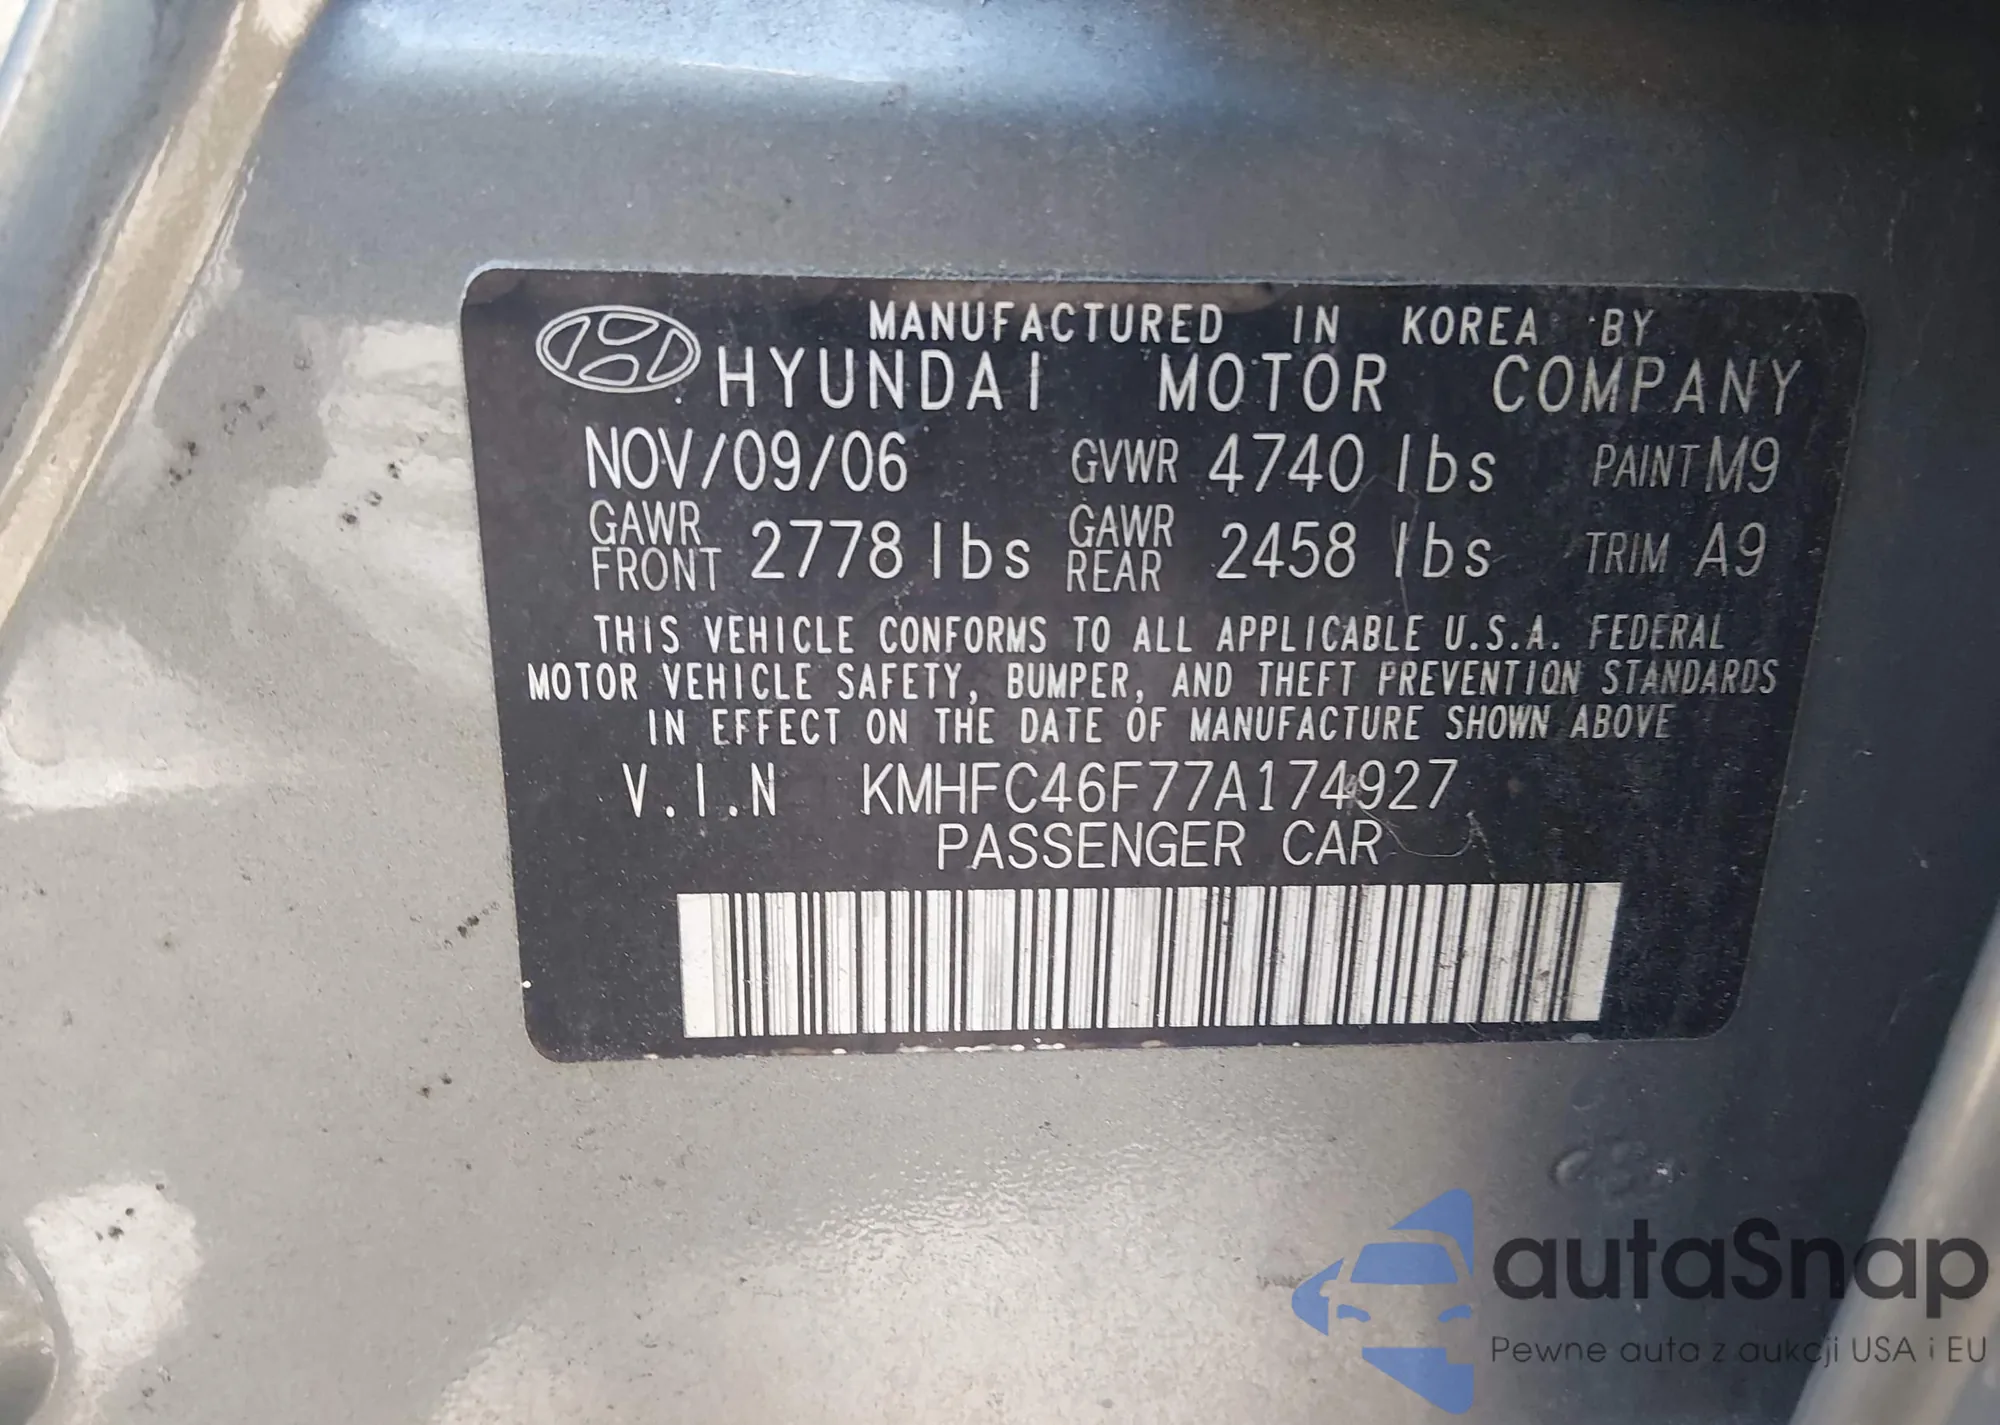 MANUFACTURED IN KOREA BY
HYUNDAI MOTOR COMPANY
NOV/09/06 GVWR 4740 lbs PAINT M9
GAWR FRONT 2778 lbs GAWR REAR 2458 lbs TRIM A9
THIS VEHICLE CONFORMS TO ALL APPLICABLE U.S.A. FEDERAL
MOTOR VEHICLE SAFETY, BUMPER, AND THEFT PREVENTION STANDARDS
IN EFFECT ON THE DATE OF MANUFACTURE SHOWN ABOVE
V.I.N KMHFC46F77A174927
PASSENGER CAR
autaSnap
Pewne auta z aukcji USA i EU